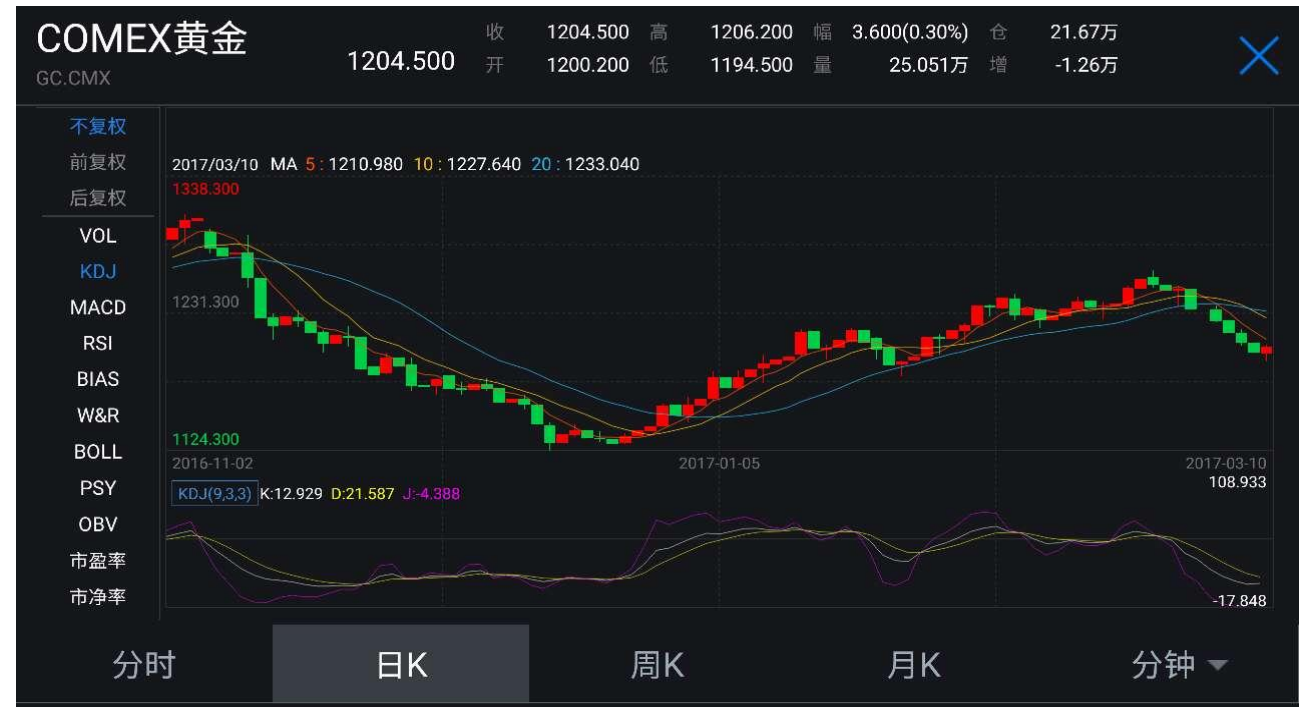 COMEX黄金
GC.CMX
1204.500
收 1204.500 高 1206.200 幅 3.600(0.30%) 仓 21.67万
开 1200.200 低 1194.500 量 25.051万 增 -1.26万
不复权
前复权
后复权
VOL
KDJ
MACD
RSI
BIAS
W&R
BOLL
PSY
OBV
市盈率
市净率
2017/03/10 MA 5:1210.980 10:1227.640 20:1233.040
1338.300
1231.300
1124.300
2016-11-02 2017-01-05 2017-03-10
108.933
KDJ(9,3,3) K:12.929 D:21.587 J:-4.388
-17.848
分时 日K 周K 月K 分钟